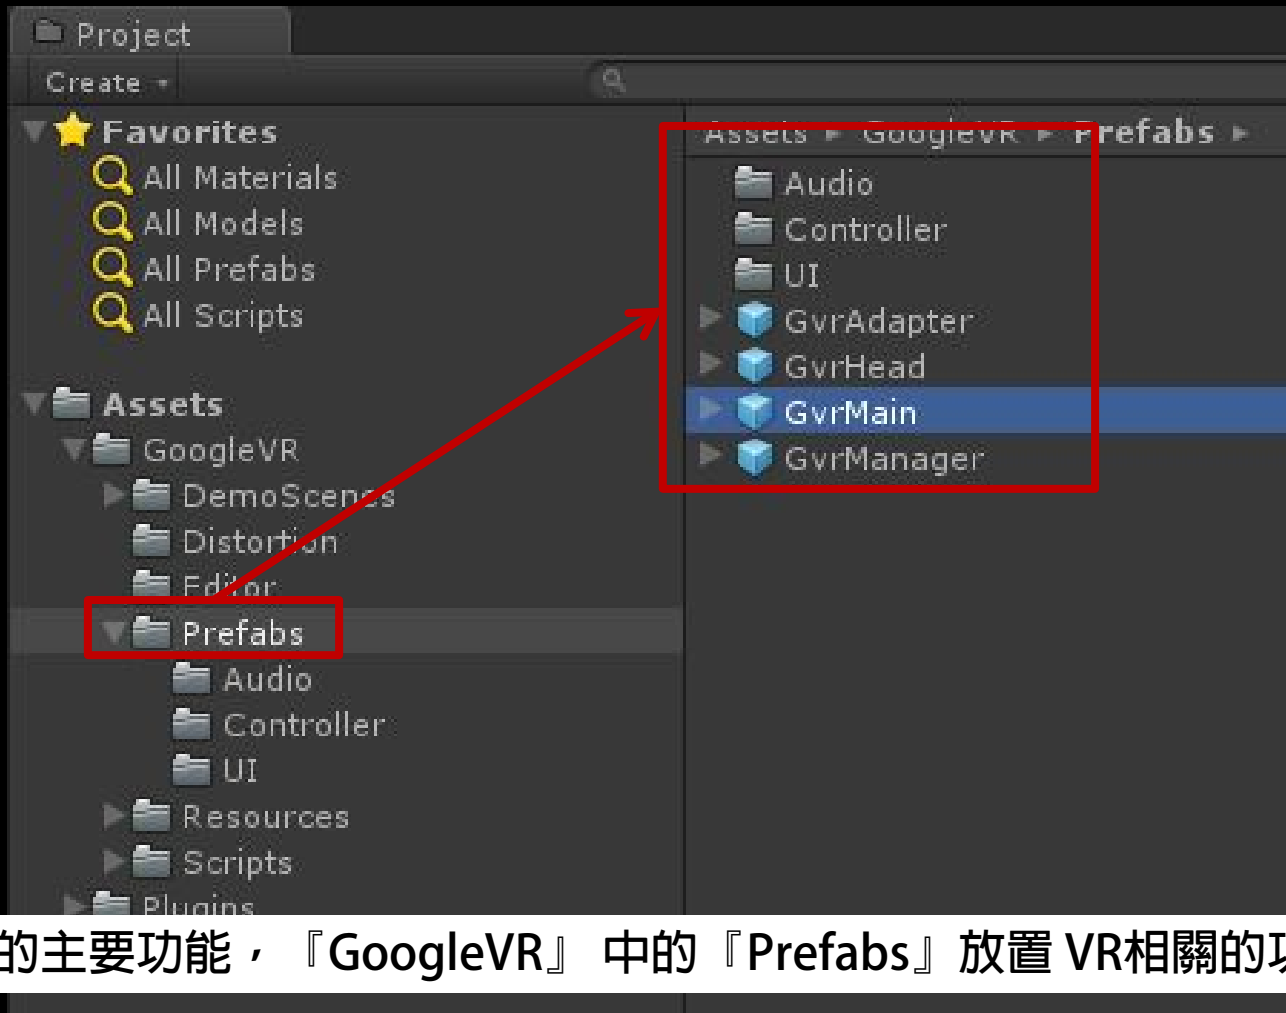 Project
Create
Favorites
All Materials
All Models
All Prefabs
All Scripts
Assets
GoogleVR
DemoScenes
Distortion
Editor
Prefabs
Audio
Controller
UI
Resources
Scripts
Plugins
Assets GoogleVR Prefabs
Audio
Controller
UI
GvrAdapter
GvrHead
GvrMain
GvrManager
的主要功能，『GoogleVR』 中的『Prefabs』放置 VR相關的